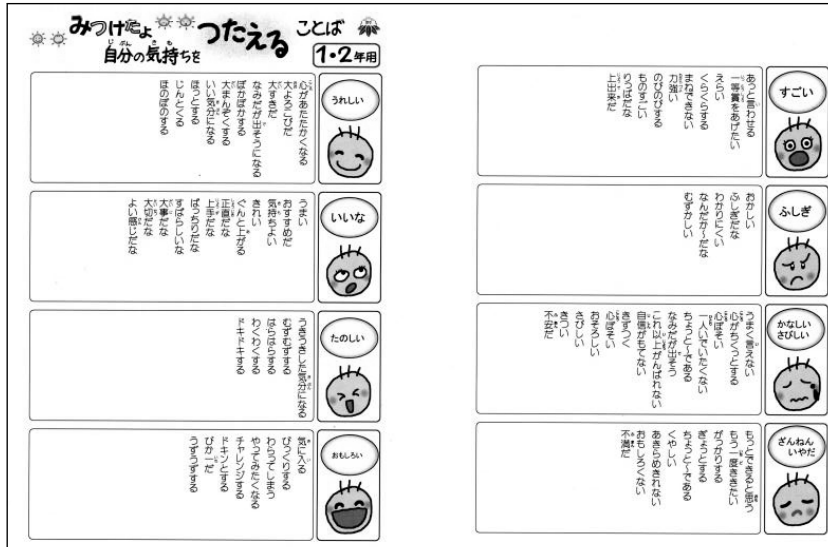 みつけたよ
自分の気持ちを
つたえる
ことば
1・2年用
うれしい
心があたたかくなる
大よろこびだ
大すきだ
なみだが出そうになる
ぽかぽかする
大まんぞくする
いい気分になる
ほっとする
じんとくる
ほのぼのする
いいな
うまい
おすすめだ
気持ちよい
きれい
ぐんと上がる
正直だな
上手だな
ばっちりだな
すばらしいな
大事だな
大切だな
よい感じだな
たのしい
うきうきした気分になる
むずむずする
はらはらする
わくわくする
ドキドキする
おもしろい
気に入る
びっくりする
わらってしまう
やってみたくなる
チャレンジする
ドキンとする
ぴか一だ
うずうずする
すごい
あっと言わせる
一等賞をあげたい
えらい
くらくらする
まねできない
力強い
のびのびする
ものすごい
りっぱだな
上出来だ
ふしぎ
おかしい
ふしぎだな
わかりにくい
なんだか〜だな
むずかしい
かなしい
さびしい
うまく言えない
心がちくっとする
心ぼそい
一人でいたくない
ちょっと〜である
なみだが出そう
これ以上がんばれない
自信がもてない
きずつく
心ぼそい
おそろしい
さびしい
きつい
不安だ
ざんねん
いやだ
もっとできると思う
もう一度ききたい
がっかりする
ぎょっとする
ちょっと〜である
くやしい
あきらめきれない
おもしろくない
不満だ